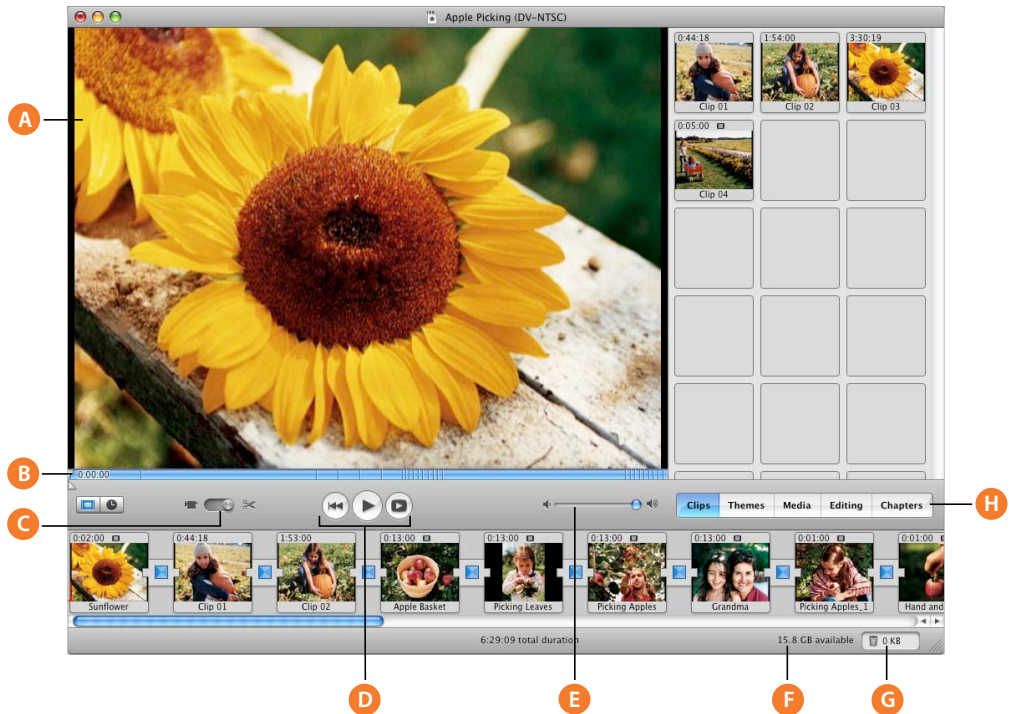 Apple Picking (DV-NTSC)
0:44:18
1:54:00
3:30:19
Clip 01
Clip 02
Clip 03
A
0:05:00
Clip 04
B
0:00:00
C
Clips
Themes
Media
Editing
Chapters
H
0:02:00
0:44:18
1:53:00
0:13:00
0:13:00
0:13:00
0:13:00
0:01:00
0:01:00
Sunflower
Clip 01
Clip 02
Apple Basket
Picking Leaves
Picking Apples
Grandma
Picking Apples_1
Hand and
6:29:09 total duration
15.8 GB available
0 KB
D
E
F
G